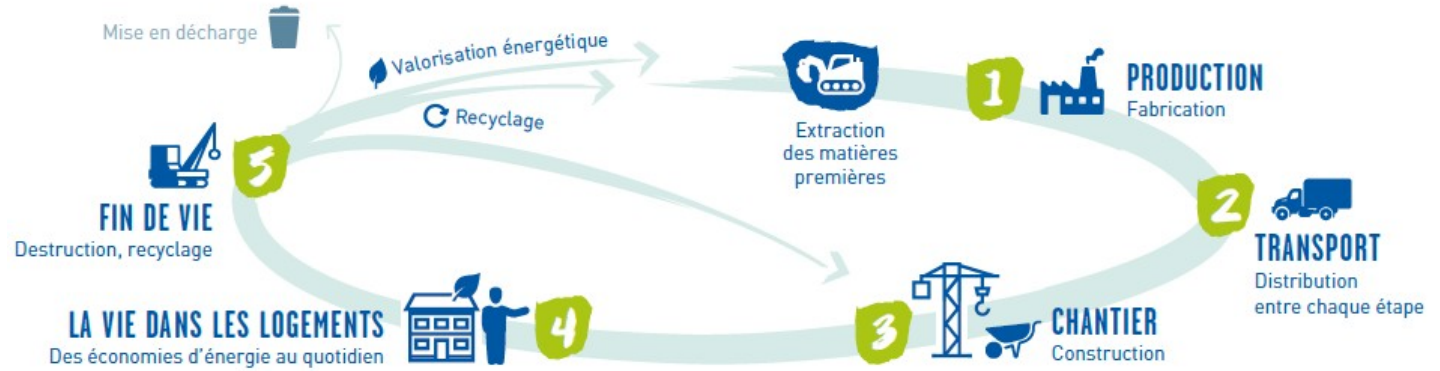 Mise en décharge
Valorisation énergétique
Recyclage
Extraction
des matières
premières
1
PRODUCTION
Fabrication
2
TRANSPORT
Distribution
entre chaque étape
3
CHANTIER
Construction
4
LA VIE DANS LES LOGEMENTS
Des économies d'énergie au quotidien
5
FIN DE VIE
Destruction, recyclage